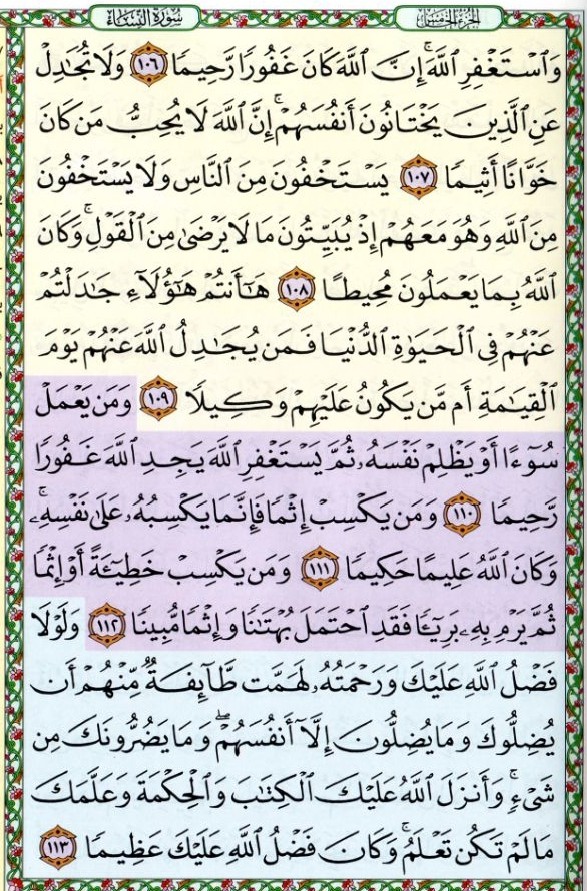 الجزء الخامس سورة النساء
وَٱسْتَغْفِرِ ٱللَّهَ ۖ إِنَّ ٱللَّهَ كَانَ غَفُورًا رَّحِيمًا ١٠٦ وَلَا تُجَٰدِلْ
عَنِ ٱلَّذِينَ يَخْتَانُونَ أَنفُسَهُمْ ۚ إِنَّ ٱللَّهَ لَا يُحِبُّ مَن كَانَ
خَوَّانًا أَثِيمًا ١٠٧ يَسْتَخْفُونَ مِنَ ٱلنَّاسِ وَلَا يَسْتَخْفُونَ
مِنَ ٱللَّهِ وَهُوَ مَعَهُمْ إِذْ يُبَيِّتُونَ مَا لَا يَرْضَىٰ مِنَ ٱلْقَوْلِ ۚ وَكَانَ
ٱللَّهُ بِمَا يَعْمَلُونَ مُحِيطًا ١٠٨ هَٰٓأَنتُمْ هَٰٓؤُلَآءِ جَٰدَلْتُمْ
عَنْهُمْ فِى ٱلْحَيَوٰةِ ٱلدُّنْيَا فَمَن يُجَٰدِلُ ٱللَّهَ عَنْهُمْ يَوْمَ
ٱلْقِيَٰمَةِ أَم مَّن يَكُونُ عَلَيْهِمْ وَكِيلًا ١٠٩ وَمَن يَعْمَلْ
سُوٓءًا أَوْ يَظْلِمْ نَفْسَهُۥ ثُمَّ يَسْتَغْفِرِ ٱللَّهَ يَجِدِ ٱللَّهَ غَفُورًا
رَّحِيمًا ١١٠ وَمَن يَكْسِبْ إِثْمًا فَإِنَّمَا يَكْسِبُهُۥ عَلَىٰ نَفْسِهِۦ ۚ
وَكَانَ ٱللَّهُ عَلِيمًا حَكِيمًا ١١١ وَمَن يَكْسِبْ خَطِيٓـَٔةً أَوْ إِثْمًا
ثُمَّ يَرْمِ بِهِۦ بَرِيٓـًٔا فَقَدِ ٱحْتَمَلَ بُهْتَٰنًا وَإِثْمًا مُّبِينًا ١١٢ وَلَوْلَا
فَضْلُ ٱللَّهِ عَلَيْكَ وَرَحْمَتُهُۥ لَهَمَّت طَّآئِفَةٌ مِّنْهُمْ أَن
يُضِلُّوكَ وَمَا يُضِلُّونَ إِلَّآ أَنفُسَهُمْ ۖ وَمَا يَضُرُّونَكَ مِن
شَىْءٍ ۚ وَأَنزَلَ ٱللَّهُ عَلَيْكَ ٱلْكِتَٰبَ وَٱلْحِكْمَةَ وَعَلَّمَكَ
مَا لَمْ تَكُن تَعْلَمُ ۚ وَكَانَ فَضْلُ ٱللَّهِ عَلَيْكَ عَظِيمًا ١١٣